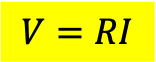 V = RI